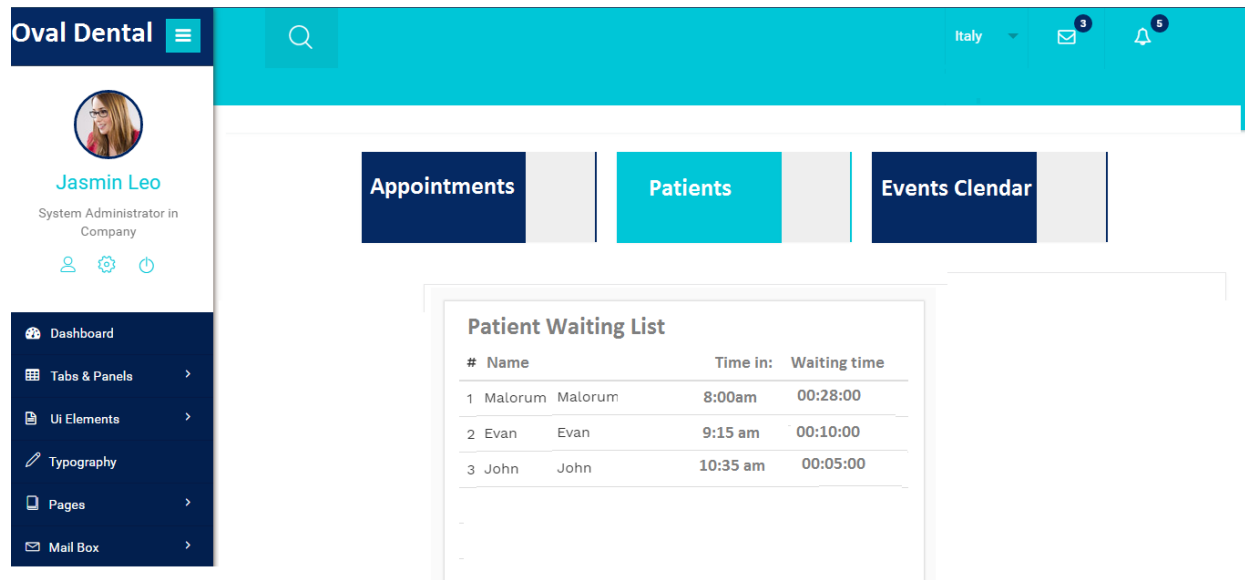 Oval Dental
Italy 3 5
Jasmin Leo
System Administrator in
Company
Dashboard
Tabs & Panels
Ui Elements
Typography
Pages
Mail Box
Appointments
Patients
Events Clendar
Patient Waiting List
# Name Time in: Waiting time
1 Malorum Malorum 8:00am 00:28:00
2 Evan Evan 9:15 am 00:10:00
3 John John 10:35 am 00:05:00